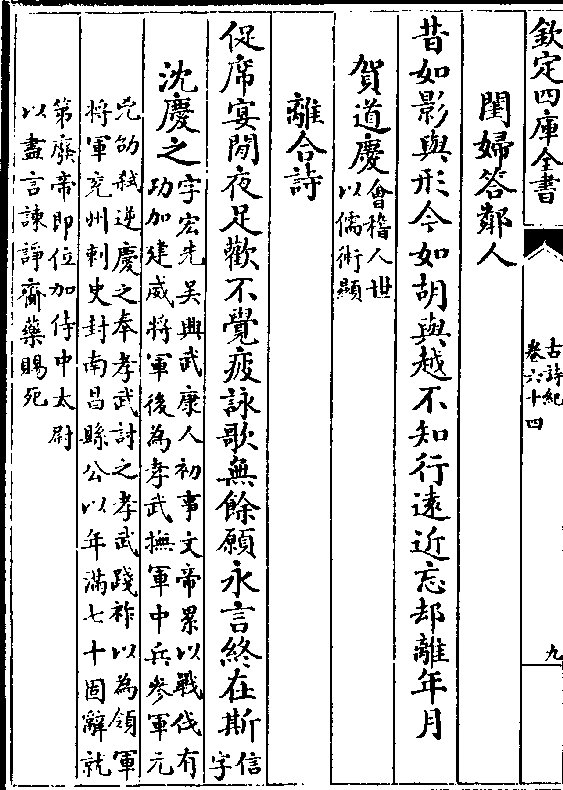 欽定四庫全書
古詩紀
卷六十四
九
閨婦答鄰人
昔如影與形今如胡與越不知行遠近忘却離年月
賀道慶會稽人世
以儒術顯
離合詩
促席宴閒夜足歡不覺疲詠歌無餘願永言終在斯信
字
沈慶之字宏先吳興武康人初事文帝累以戰伐有
功加建威將軍後為孝武撫軍中兵參軍元
兇劭弒逆慶之奉孝武討之孝武踐祚以為領軍
將軍兗州刺史封南昌縣公以年滿七十固辭就
第廢帝即位加侍中太尉
以盡言諫諍齎藥賜死